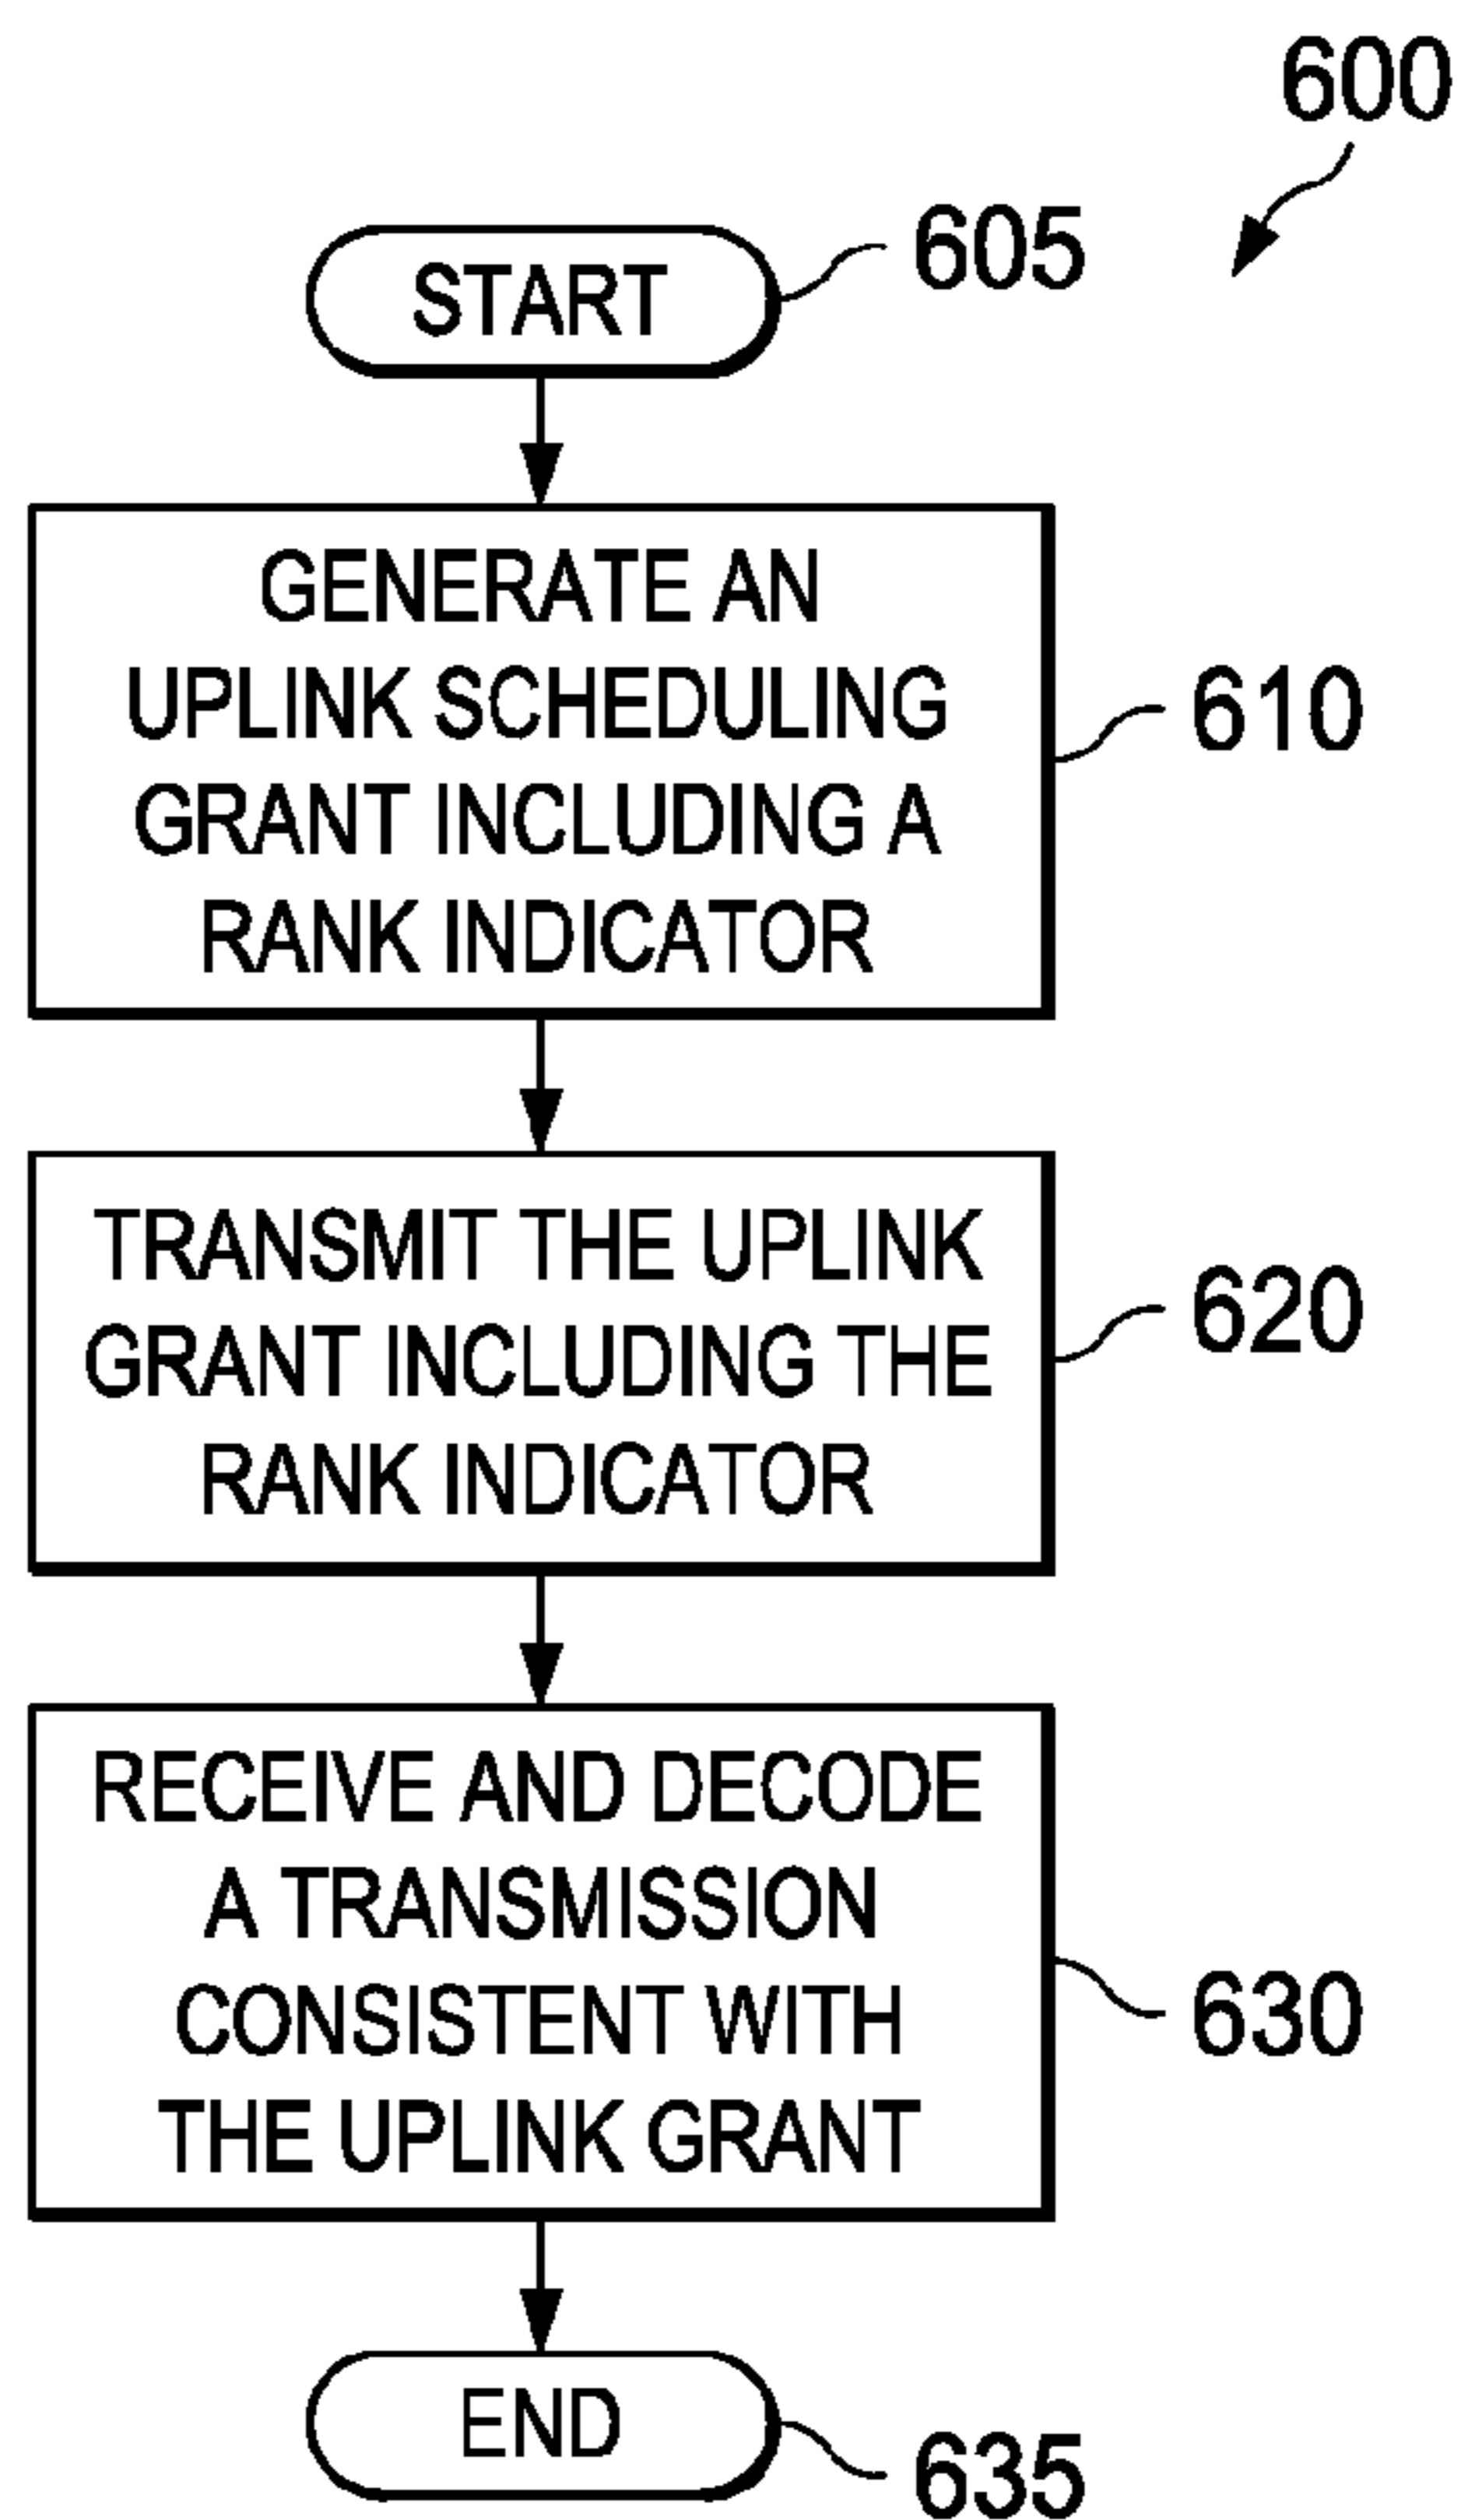 600
START
605
GENERATE AN
UPLINK SCHEDULING
GRANT INCLUDING A
RANK INDICATOR
610
TRANSMIT THE UPLINK
GRANT INCLUDING THE
RANK INDICATOR
620
RECEIVE AND DECODE
A TRANSMISSION
CONSISTENT WITH
THE UPLINK GRANT
630
END
635